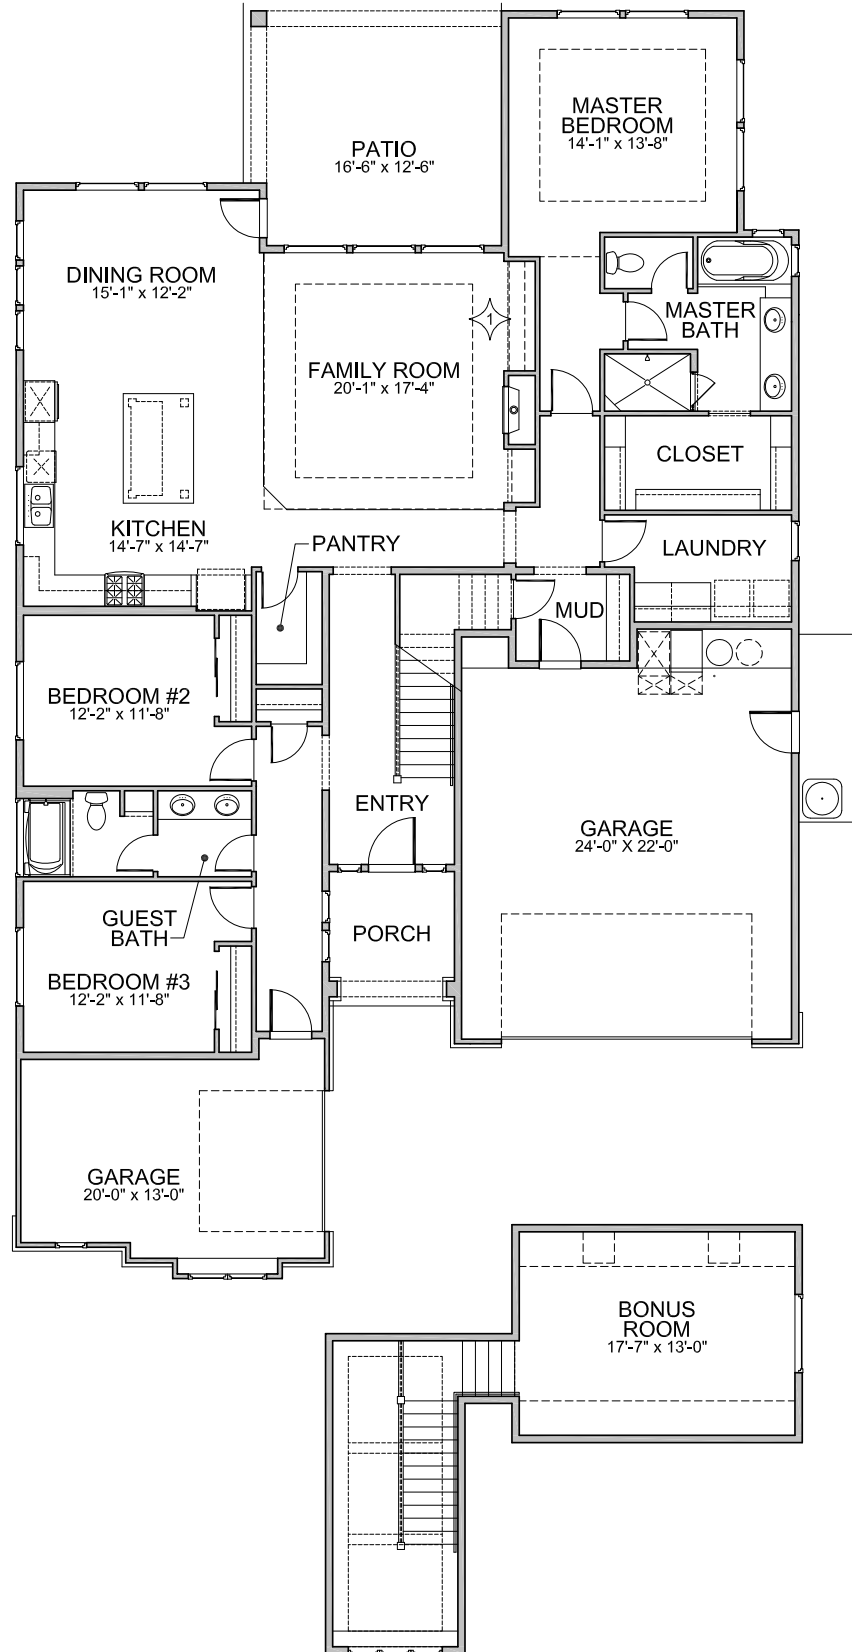 MASTER
BEDROOM
14'-1" x 13'-8"
PATIO
16'-6" x 12'-6"
DINING ROOM
15'-1" x 12'-2"
MASTER
BATH
1
FAMILY ROOM
20'-1" x 17'-4"
CLOSET
KITCHEN
14'-7" x 14'-7"
PANTRY
LAUNDRY
MUD
BEDROOM #2
12'-2" x 11'-8"
ENTRY
GARAGE
24'-0" X 22'-0"
GUEST
BATH
PORCH
BEDROOM #3
12'-2" x 11'-8"
GARAGE
20'-0" x 13'-0"
BONUS
ROOM
17'-7" x 13'-0"